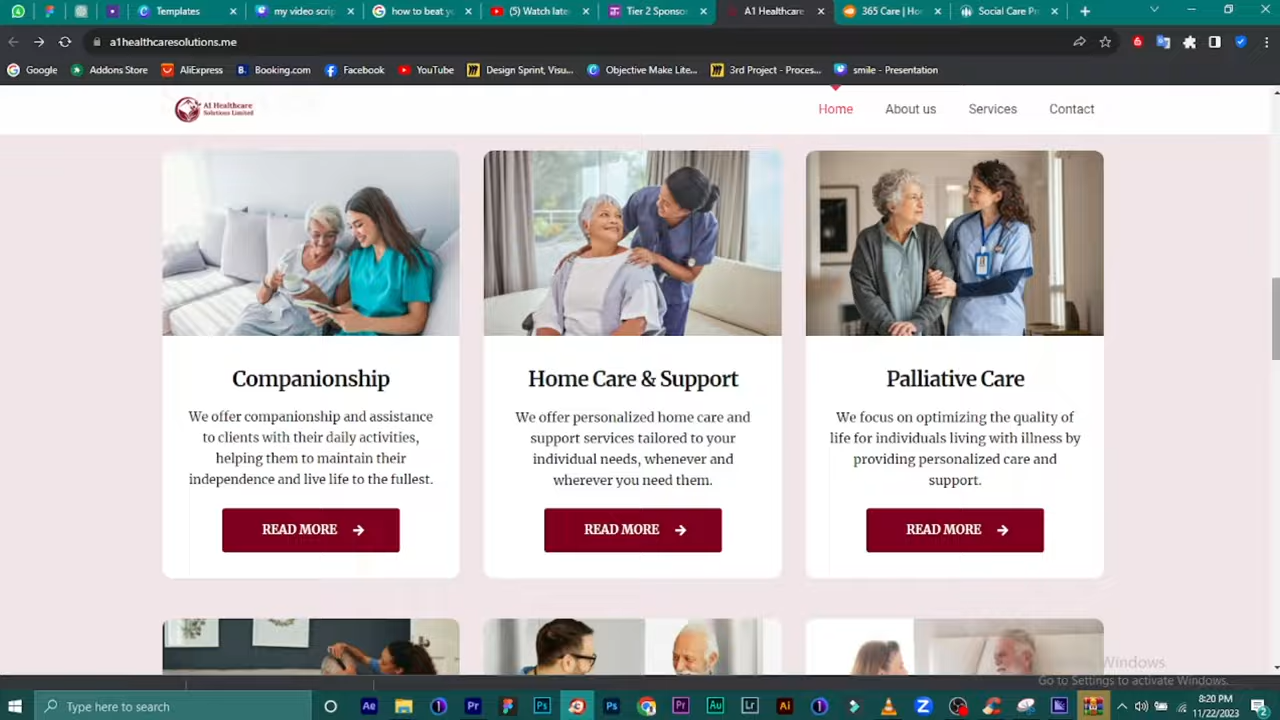 Templates
my video scrip
how to beat y
(5) Watch late
Tier 2 Sponso
A1 Healthcare
365 Care | Ho
Social Care Pr
a1healthcaresolutions.me
Google
Addons Store
AliExpress
Booking.com
Facebook
YouTube
Design Sprint, Visu...
Objective Make Lite...
3rd Project - Proces...
smile - Presentation
A1 Healthcare
Solutions Limited
Home
About us
Services
Contact
Companionship
We offer companionship and assistance
to clients with their daily activities,
helping them to maintain their
independence and live life to the fullest.
READ MORE
Home Care & Support
We offer personalized home care and
support services tailored to your
individual needs, whenever and
wherever you need them.
READ MORE
Palliative Care
We focus on optimizing the quality of
life for individuals living with illness by
providing personalized care and
support.
READ MORE
Windows
Go to Settings to activate Windows.
Type here to search
8:20 PM
11/22/2023